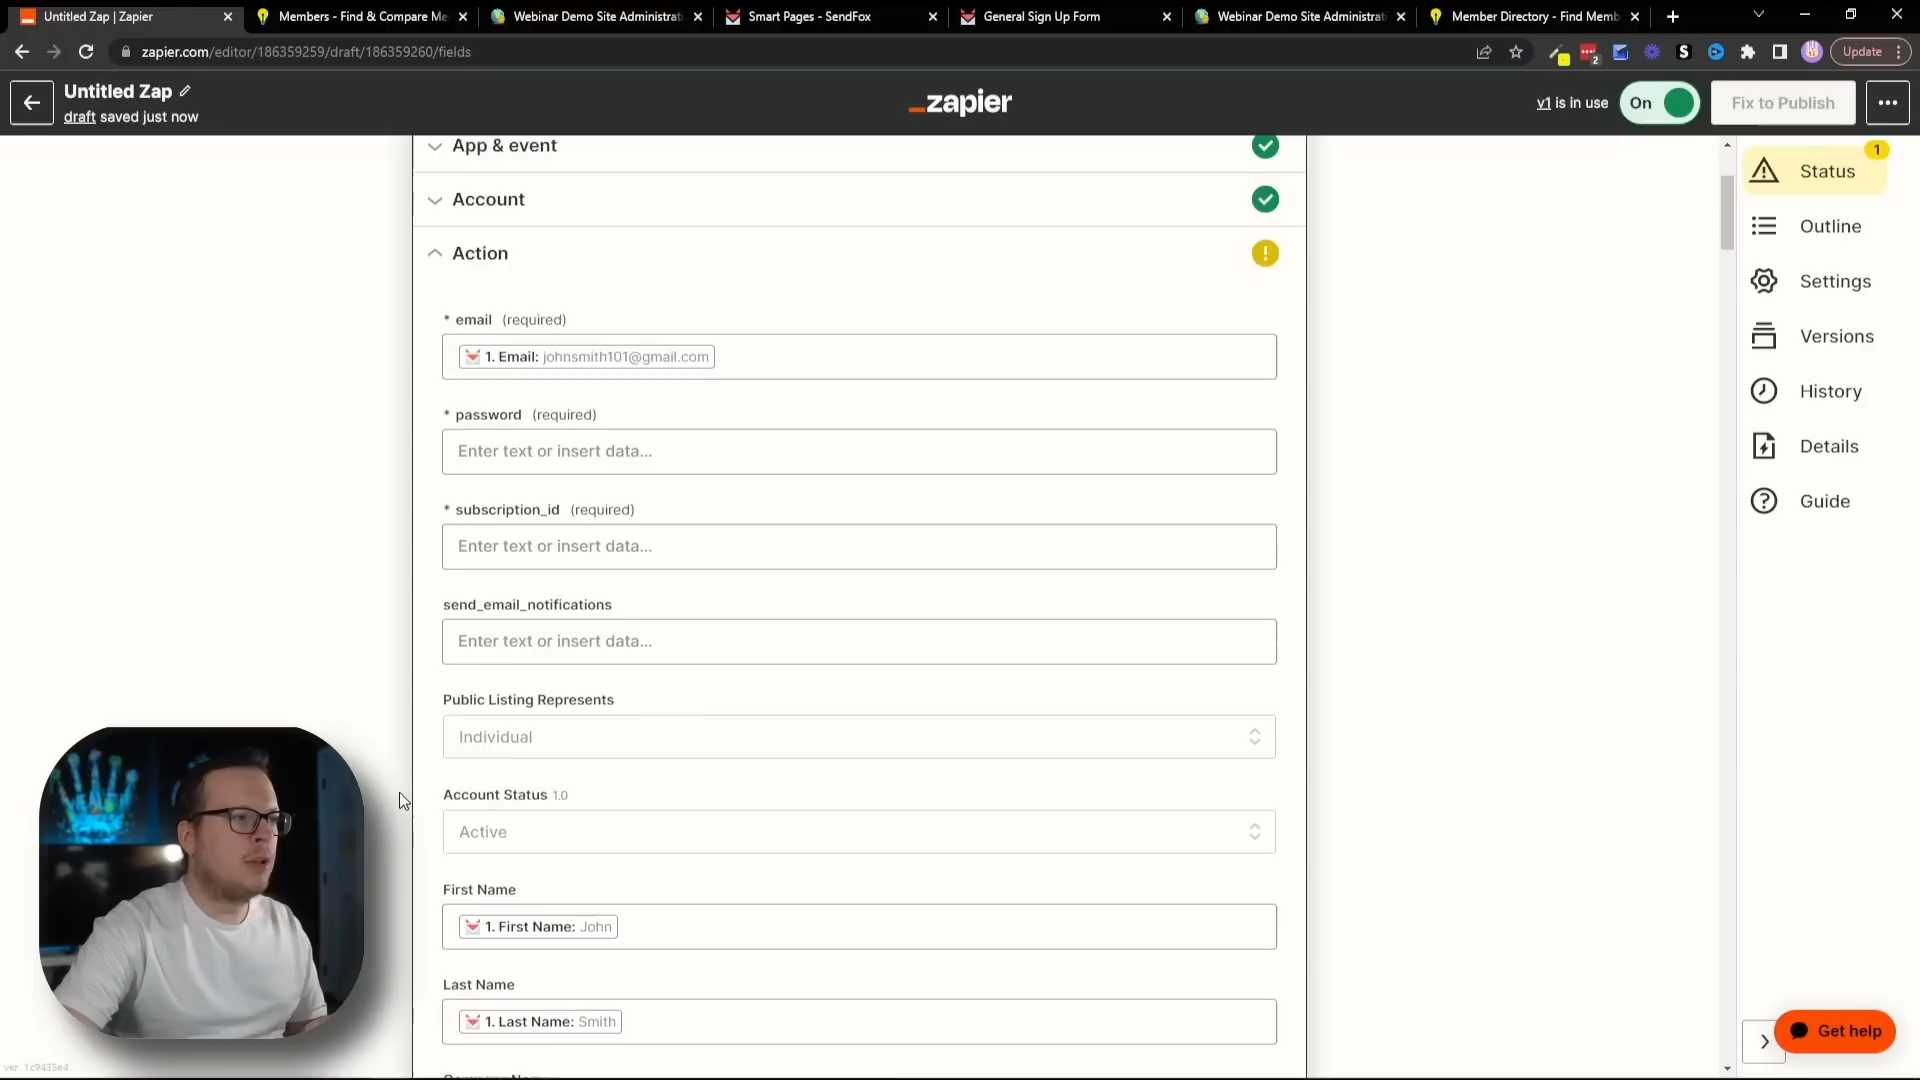 Untitled Zap | Zapier
Members - Find & Compare Me
Webinar Demo Site Administrati
Smart Pages - SendFox
General Sign Up Form
Webinar Demo Site Administrat
Member Directory - Find Memb
zapier.com/editor/186359259/draft/186359260/fields
2
S
Update
Untitled Zap
draft saved just now
_zapier
v1 is in use
On
Fix to Publish
App & event
Account
Action
* email (required)
1. Email: johnsmith101@gmail.com
* password (required)
Enter text or insert data...
* subscription_id (required)
Enter text or insert data...
send_email_notifications
Enter text or insert data...
Public Listing Represents
Individual
Account Status 1.0
Active
First Name
1. First Name: John
Last Name
1. Last Name: Smith
1
Status
Outline
Settings
Versions
History
Details
Guide
Get help
ver. 1c9435e4